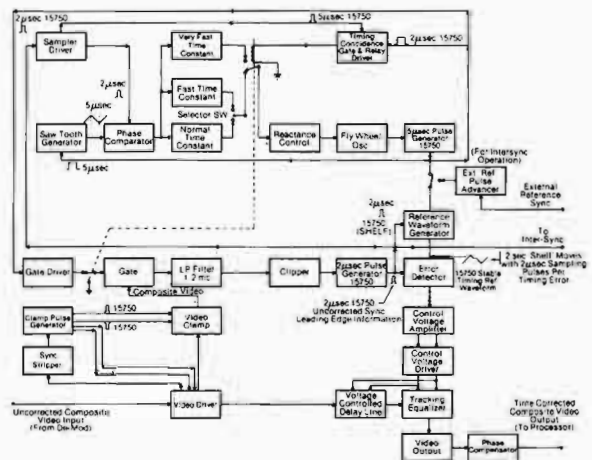 2µsec 15750
5µsec 15750
Sampler
Driver
Very Fast
Time
Constant
Timing
Confidence
Gate & Relay
Driver
2µsec 15750
2µsec
Fast Time
Constant
Selector SW
5µsec
Saw Tooth
Generator
Phase
Comparator
Normal Time
Constant
Reactance
Control
Fly Wheel
Osc
5µsec Pulse
Generator
15750
5µsec
(For Intersync
Operation)
Ext Ref
Pulse
Advancer
External
Reference
Sync
2µsec
15750
(SHELF)
Reference
Waveform
Generator
To
Inter-Sync
Gate Driver
Gate
LP Filter
1.2 mc
Clipper
2µsec Pulse
Generator
15750
Error
Detector
15750 Stable
Timing Ref
Waveform
2 sec Shelf Moves
with 2µsec Sampling
Pulses Per
Timing Error
Composite Video
2µsec 15750
Uncorrected Sync
Leading Edge Information
Clamp Pulse
Generator
15750
15750
Video
Clamp
Control
Voltage
Amplifier
Sync
Stripper
Control
Voltage
Driver
Uncorrected Composite
Video Input
(From De-Mod)
Video Driver
Voltage
Controlled
Delay Line
Tracking
Equalizer
Time Corrected
Composite Video
Output
(To Processor)
Video
Output
Phase
Compensator